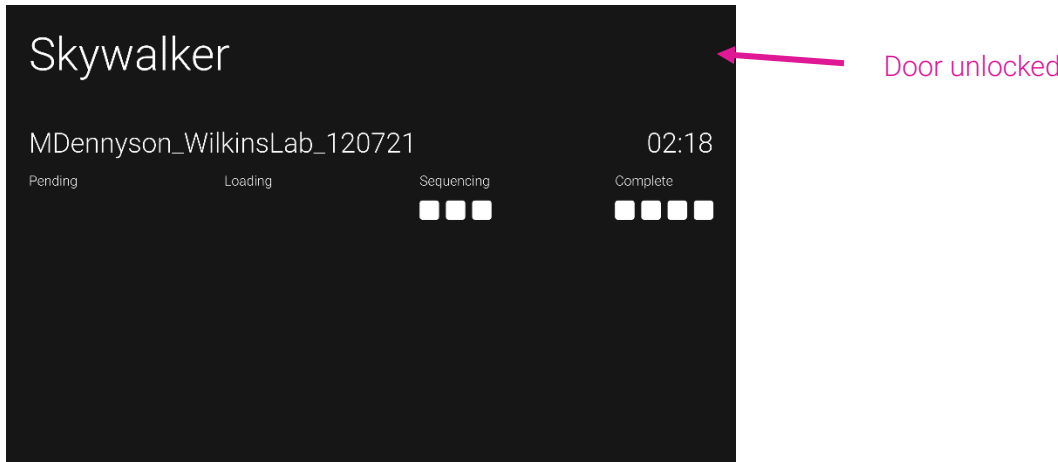 Skywalker
Door unlocked
MDennyson_WilkinsLab_120721 02:18
Pending Loading Sequencing Complete